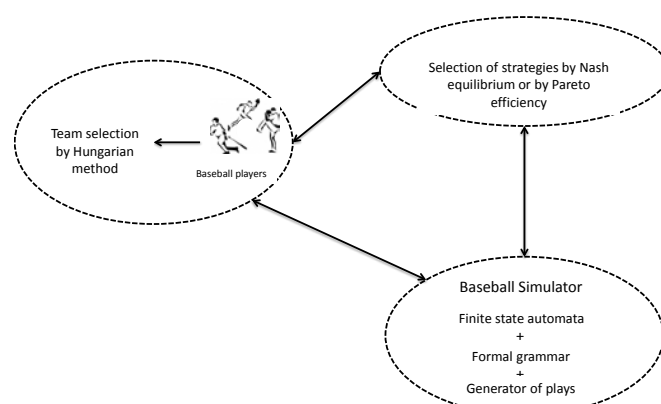 Selection of strategies by Nash
equilibrium or by Pareto
efficiency
Team selection
by Hungarian
method
Baseball players
Baseball Simulator
Finite state automata
+
Formal grammar
+
Generator of plays